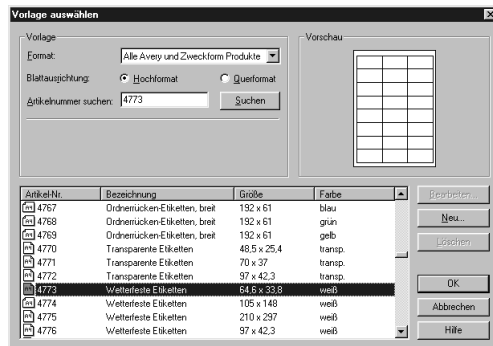 Vorlage auswählen
Vorlage
Format:
Alle Avery und Zweckform Produkte
Blattausrichtung:
Hochformat
Querformat
Artikelnummer suchen:
4773
Suchen
Vorschau
Artikel-Nr. Bezeichnung Größe Farbe
4767 Ordnerrücken-Etiketten, breit 192 x 61 blau
4768 Ordnerrücken-Etiketten, breit 192 x 61 grün
4769 Ordnerrücken-Etiketten, breit 192 x 61 gelb
4770 Transparente Etiketten 48,5 x 25,4 transp.
4771 Transparente Etiketten 70 x 37 transp.
4772 Transparente Etiketten 97 x 42,3 transp.
4773 Wetterfeste Etiketten 64,6 x 33,8 weiß
4774 Wetterfeste Etiketten 105 x 148 weiß
4775 Wetterfeste Etiketten 210 x 297 weiß
4776 Wetterfeste Etiketten 97 x 42,3 weiß
Bearbeiten...
Neu...
Löschen
OK
Abbrechen
Hilfe